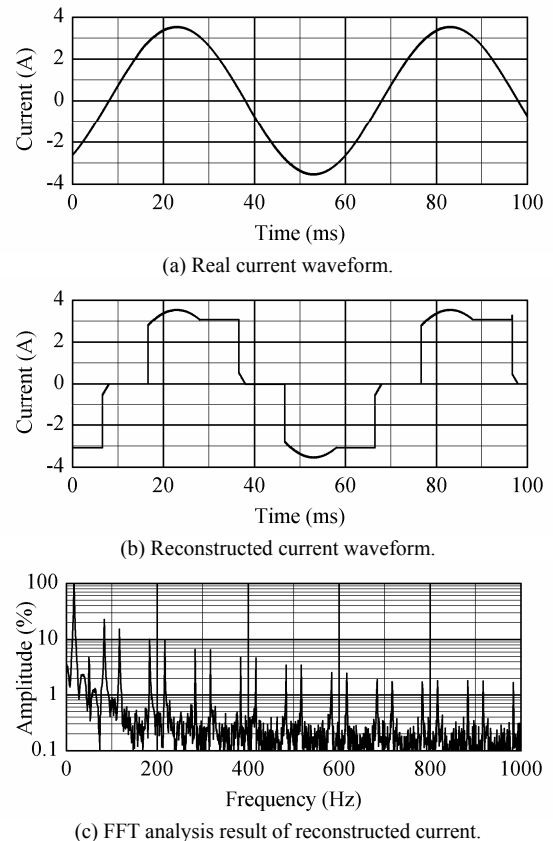 4
2
0
-2
-4
Current (A)
0 20 40 60 80 100
Time (ms)
(a) Real current waveform.
4
2
0
-2
-4
Current (A)
0 20 40 60 80 100
Time (ms)
(b) Reconstructed current waveform.
100
10
1
0.1
Amplitude (%)
0 200 400 600 800 1000
Frequency (Hz)
(c) FFT analysis result of reconstructed current.